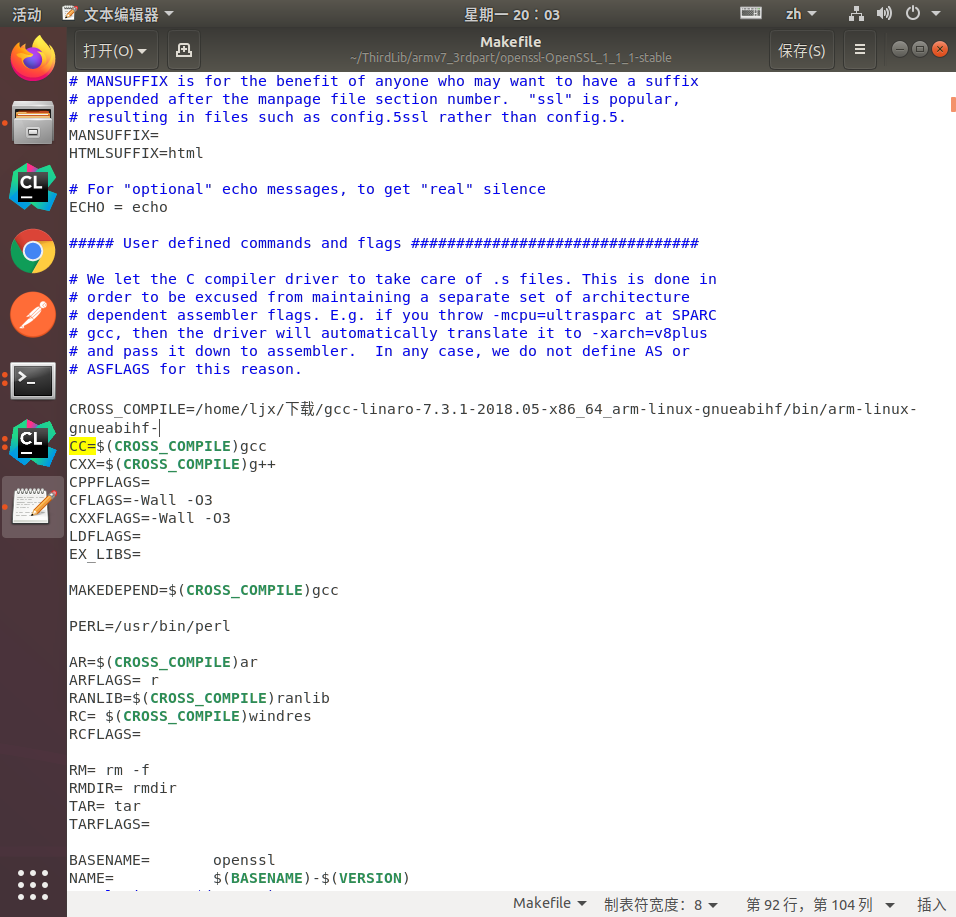 活动 文本编辑器 星期一 20：03 zh
打开(O) Makefile 保存(S)
~/ThirdLib/armv7_3rdpart/openssl-OpenSSL_1_1_1-stable
# MANSUFFIX is for the benefit of anyone who may want to have a suffix
# appended after the manpage file section number.  "ssl" is popular,
# resulting in files such as config.5ssl rather than config.5.
MANSUFFIX=
HTMLSUFFIX=html
# For "optional" echo messages, to get "real" silence
ECHO = echo
##### User defined commands and flags ################################
# We let the C compiler driver to take care of .s files. This is done in
# order to be excused from maintaining a separate set of architecture
# dependent assembler flags. E.g. if you throw -mcpu=ultrasparc at SPARC
# gcc, then the driver will automatically translate it to -xarch=v8plus
# and pass it down to assembler.  In any case, we do not define AS or
# ASFLAGS for this reason.
CROSS_COMPILE=/home/ljx/下载/gcc-linaro-7.3.1-2018.05-x86_64_arm-linux-gnueabihf/bin/arm-linux-
gnueabihf-
CC=$(CROSS_COMPILE)gcc
CXX=$(CROSS_COMPILE)g++
CPPFLAGS=
CFLAGS=-Wall -O3
CXXFLAGS=-Wall -O3
LDFLAGS=
EX_LIBS=
MAKEDEPEND=$(CROSS_COMPILE)gcc
PERL=/usr/bin/perl
AR=$(CROSS_COMPILE)ar
ARFLAGS= r
RANLIB=$(CROSS_COMPILE)ranlib
RC= $(CROSS_COMPILE)windres
RCFLAGS=
RM= rm -f
RMDIR= rmdir
TAR= tar
TARFLAGS=
BASENAME=       openssl
NAME=           $(BASENAME)-$(VERSION)
Makefile 制表符宽度：8 第 92 行，第 104 列 插入
CL
CL